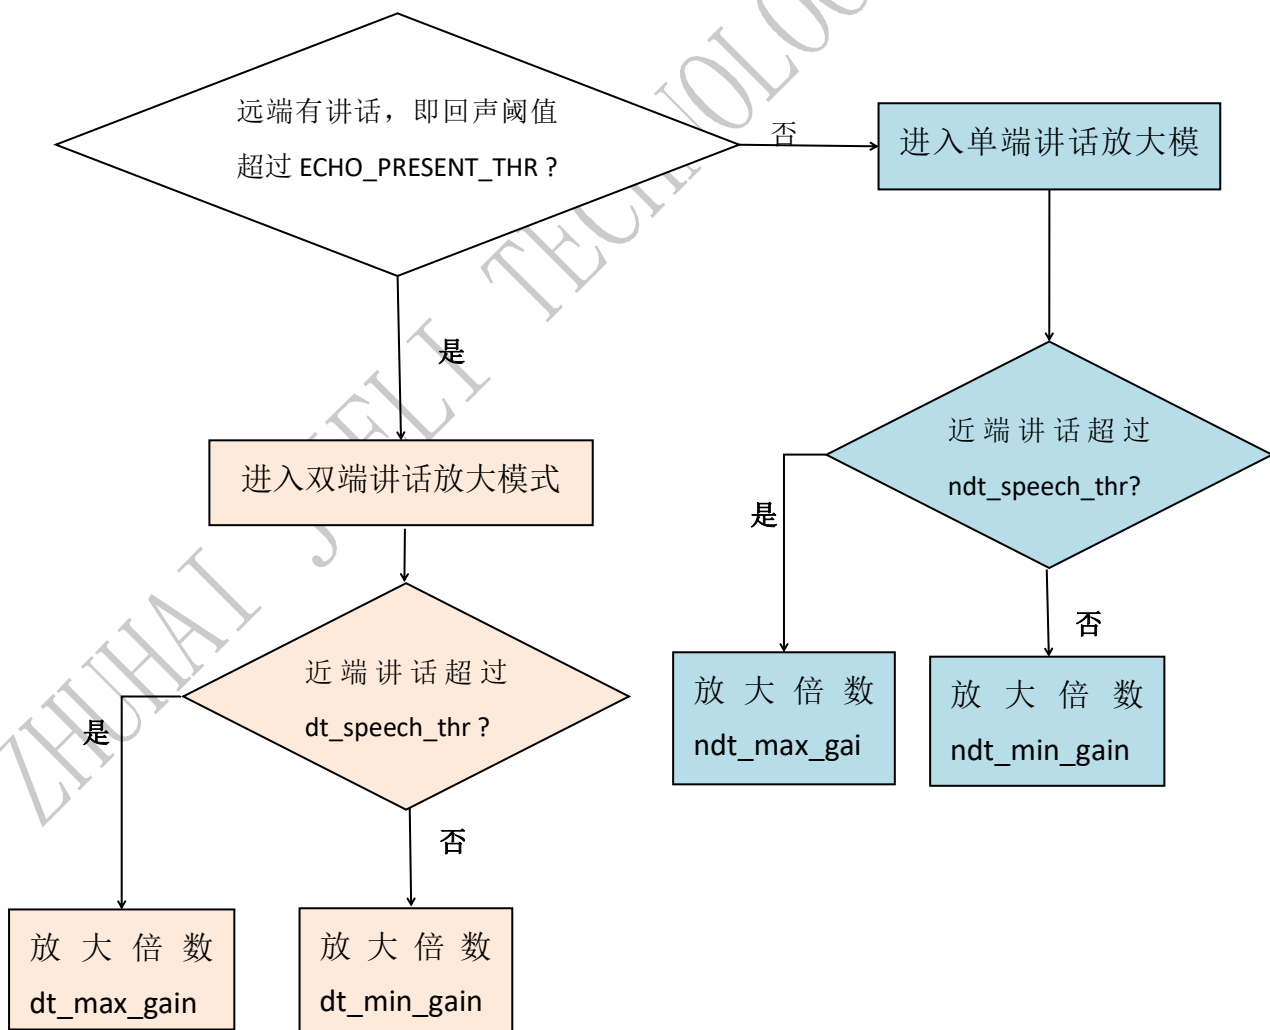 远端有讲话，即回声阈值
超过 ECHO_PRESENT_THR ?
否
进入单端讲话放大模
是
近端讲话超过
ndt_speech_thr?
进入双端讲话放大模式
是
否
近端讲话超过
dt_speech_thr ?
放大倍数
ndt_max_gai
放大倍数
ndt_min_gain
是
否
放大倍数
dt_max_gain
放大倍数
dt_min_gain
ZHUHAI JIELI TECHNOLO